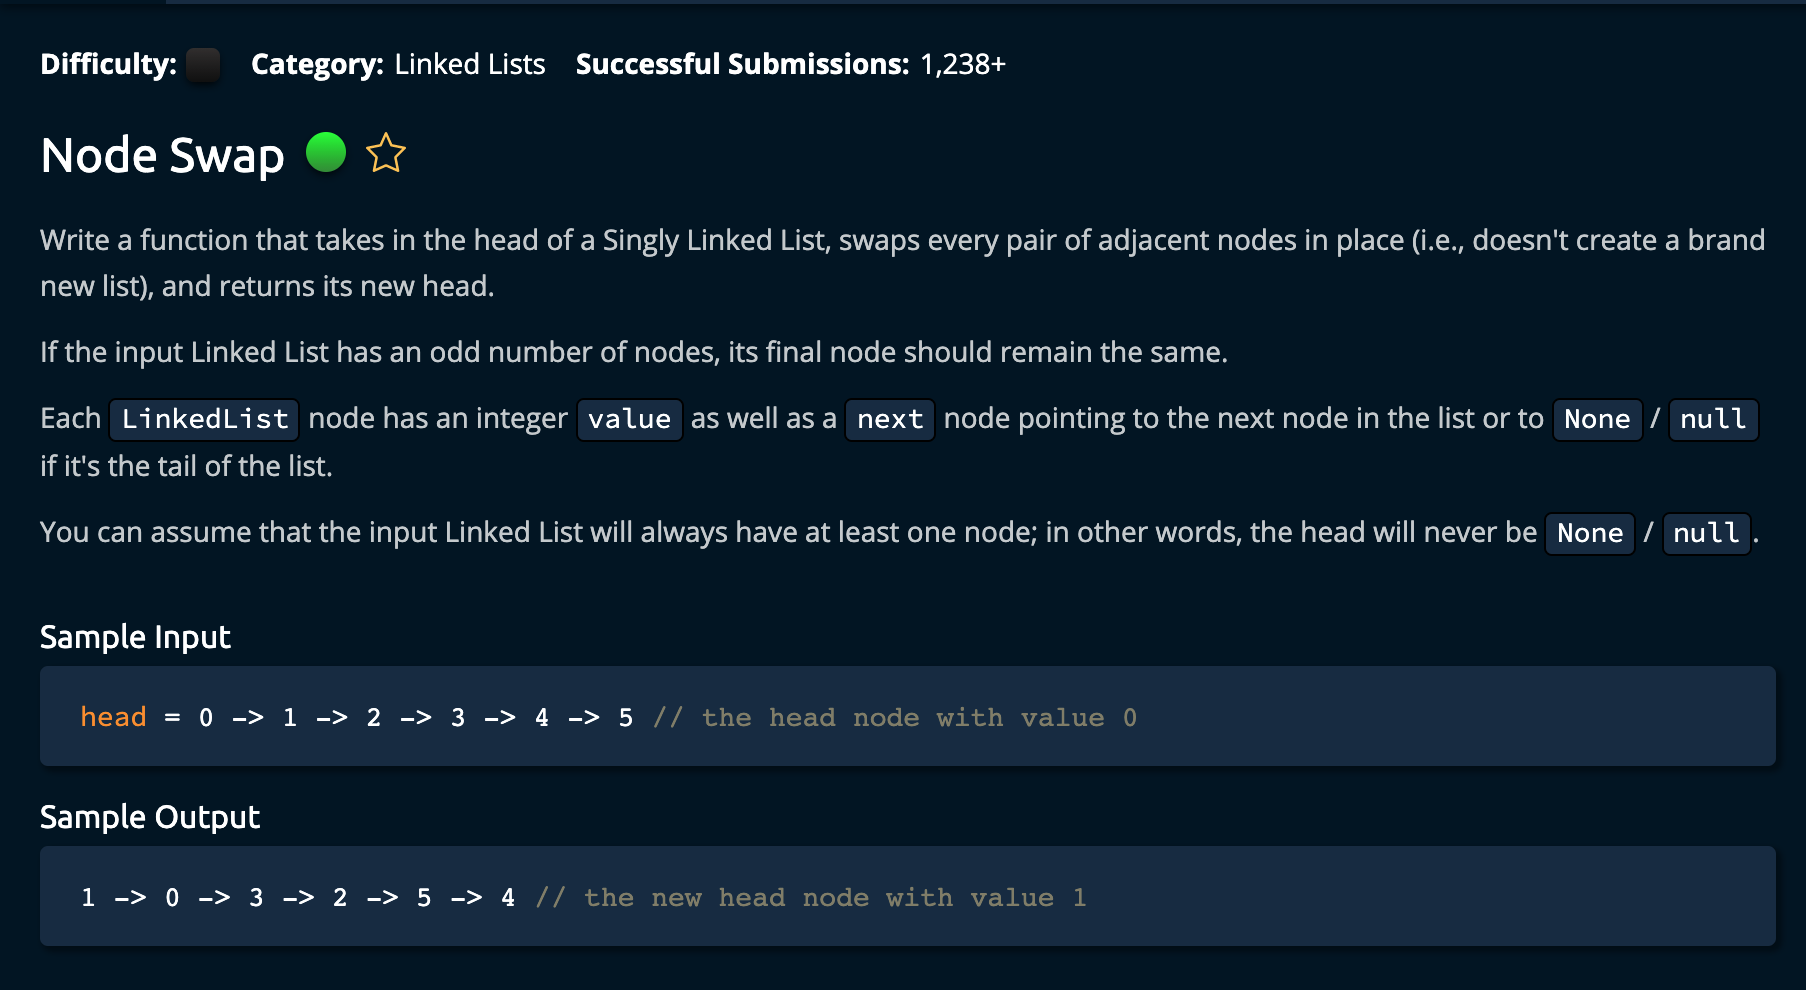 Difficulty: Category: Linked Lists Successful Submissions: 1,238+
Node Swap
Write a function that takes in the head of a Singly Linked List, swaps every pair of adjacent nodes in place (i.e., doesn't create a brand
new list), and returns its new head.
If the input Linked List has an odd number of nodes, its final node should remain the same.
Each LinkedList node has an integer value as well as a next node pointing to the next node in the list or to None / null
if it's the tail of the list.
You can assume that the input Linked List will always have at least one node; in other words, the head will never be None / null.
Sample Input
head = 0 -> 1 -> 2 -> 3 -> 4 -> 5 // the head node with value 0
Sample Output
1 -> 0 -> 3 -> 2 -> 5 -> 4 // the new head node with value 1